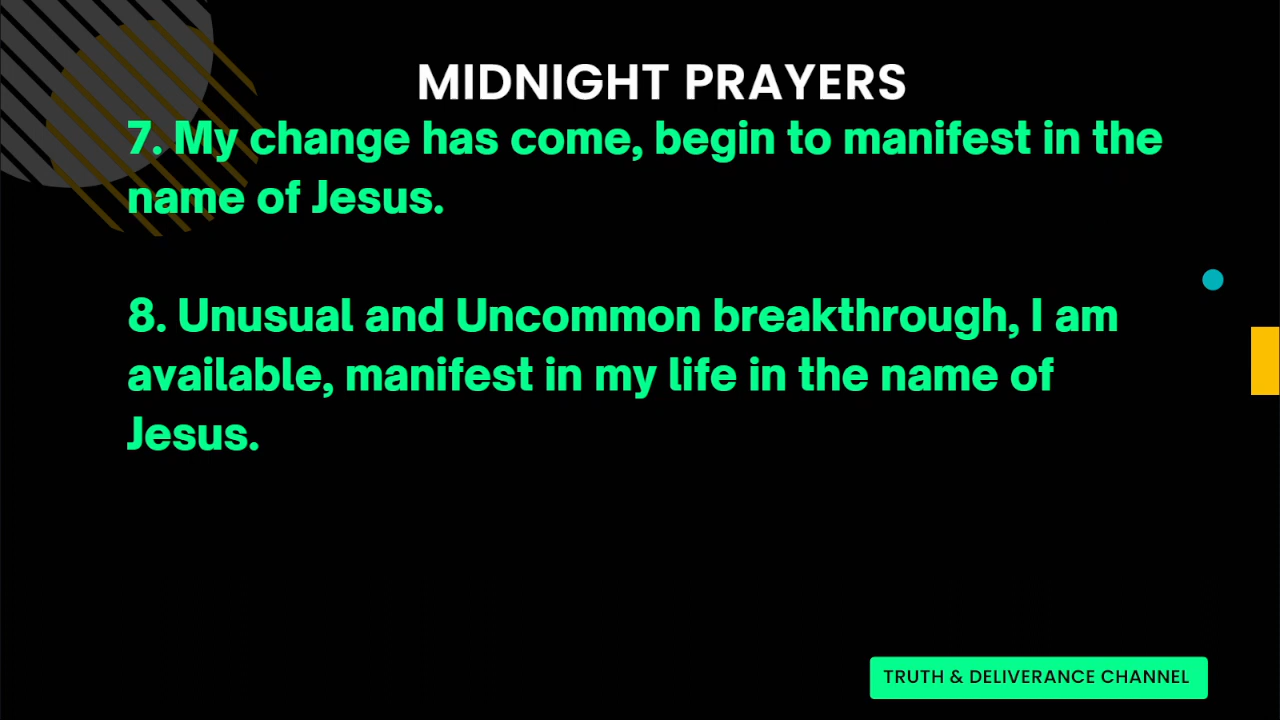 MIDNIGHT PRAYERS
7. My change has come, begin to manifest in the
name of Jesus.
8. Unusual and Uncommon breakthrough, I am
available, manifest in my life in the name of
Jesus.
TRUTH & DELIVERANCE CHANNEL